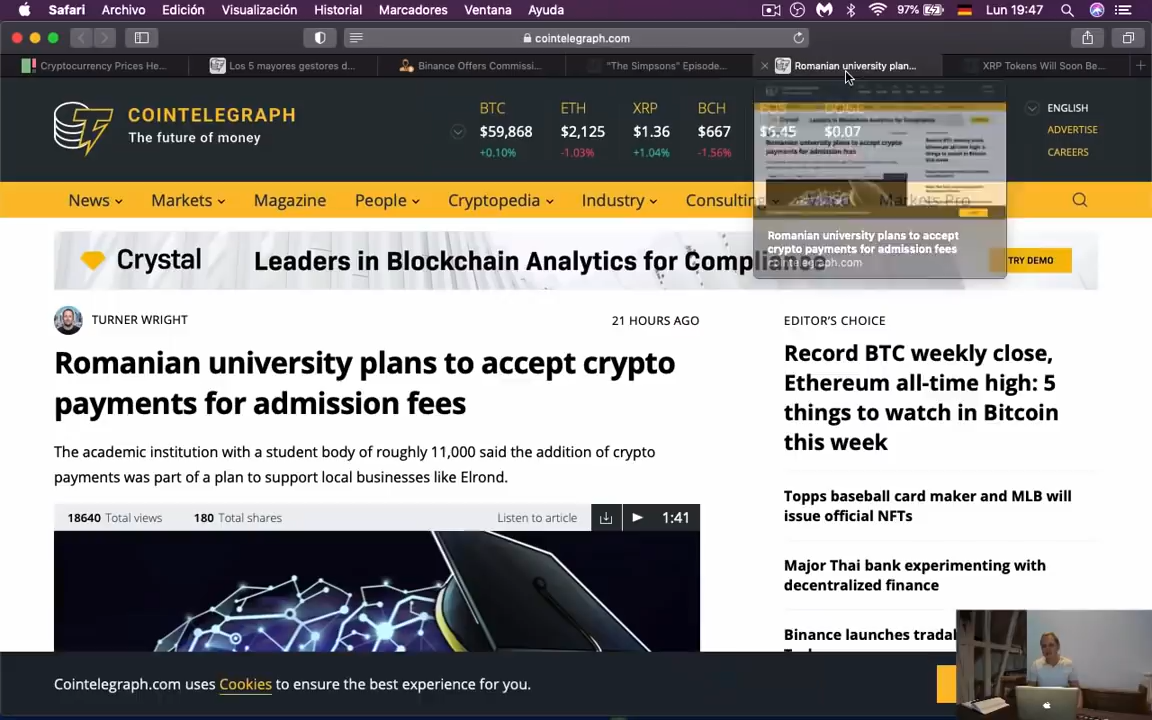 Safari Archivo Edición Visualización Historial Marcadores Ventana Ayuda 97% Lun 19:47
cointelegraph.com
Cryptocurrency Prices He... Los 5 mayores gestores d... Binance Offers Commissi... "The Simpsons" Episode... Romanian university plan... XRP Tokens Will Soon Be...
COINTELEGRAPH
The future of money
BTC ETH XRP BCH
$59,868 $2,125 $1.36 $667 $6.45 $0.07
+0.10% -1.03% +1.04% -1.56%
ENGLISH
ADVERTISE
CAREERS
News Markets Magazine People Cryptopedia Industry Consulting Markets Pro
Romanian university plans to accept
crypto payments for admission fees
cointelegraph.com
Crystal Leaders in Blockchain Analytics for Compliance TRY DEMO
TURNER WRIGHT 21 HOURS AGO
Romanian university plans to accept crypto
payments for admission fees
The academic institution with a student body of roughly 11,000 said the addition of crypto
payments was part of a plan to support local businesses like Elrond.
18640 Total views 180 Total shares Listen to article 1:41
EDITOR'S CHOICE
Record BTC weekly close,
Ethereum all-time high: 5
things to watch in Bitcoin
this week
Topps baseball card maker and MLB will
issue official NFTs
Major Thai bank experimenting with
decentralized finance
Binance launches
Cointelegraph.com uses Cookies to ensure the best experience for you.